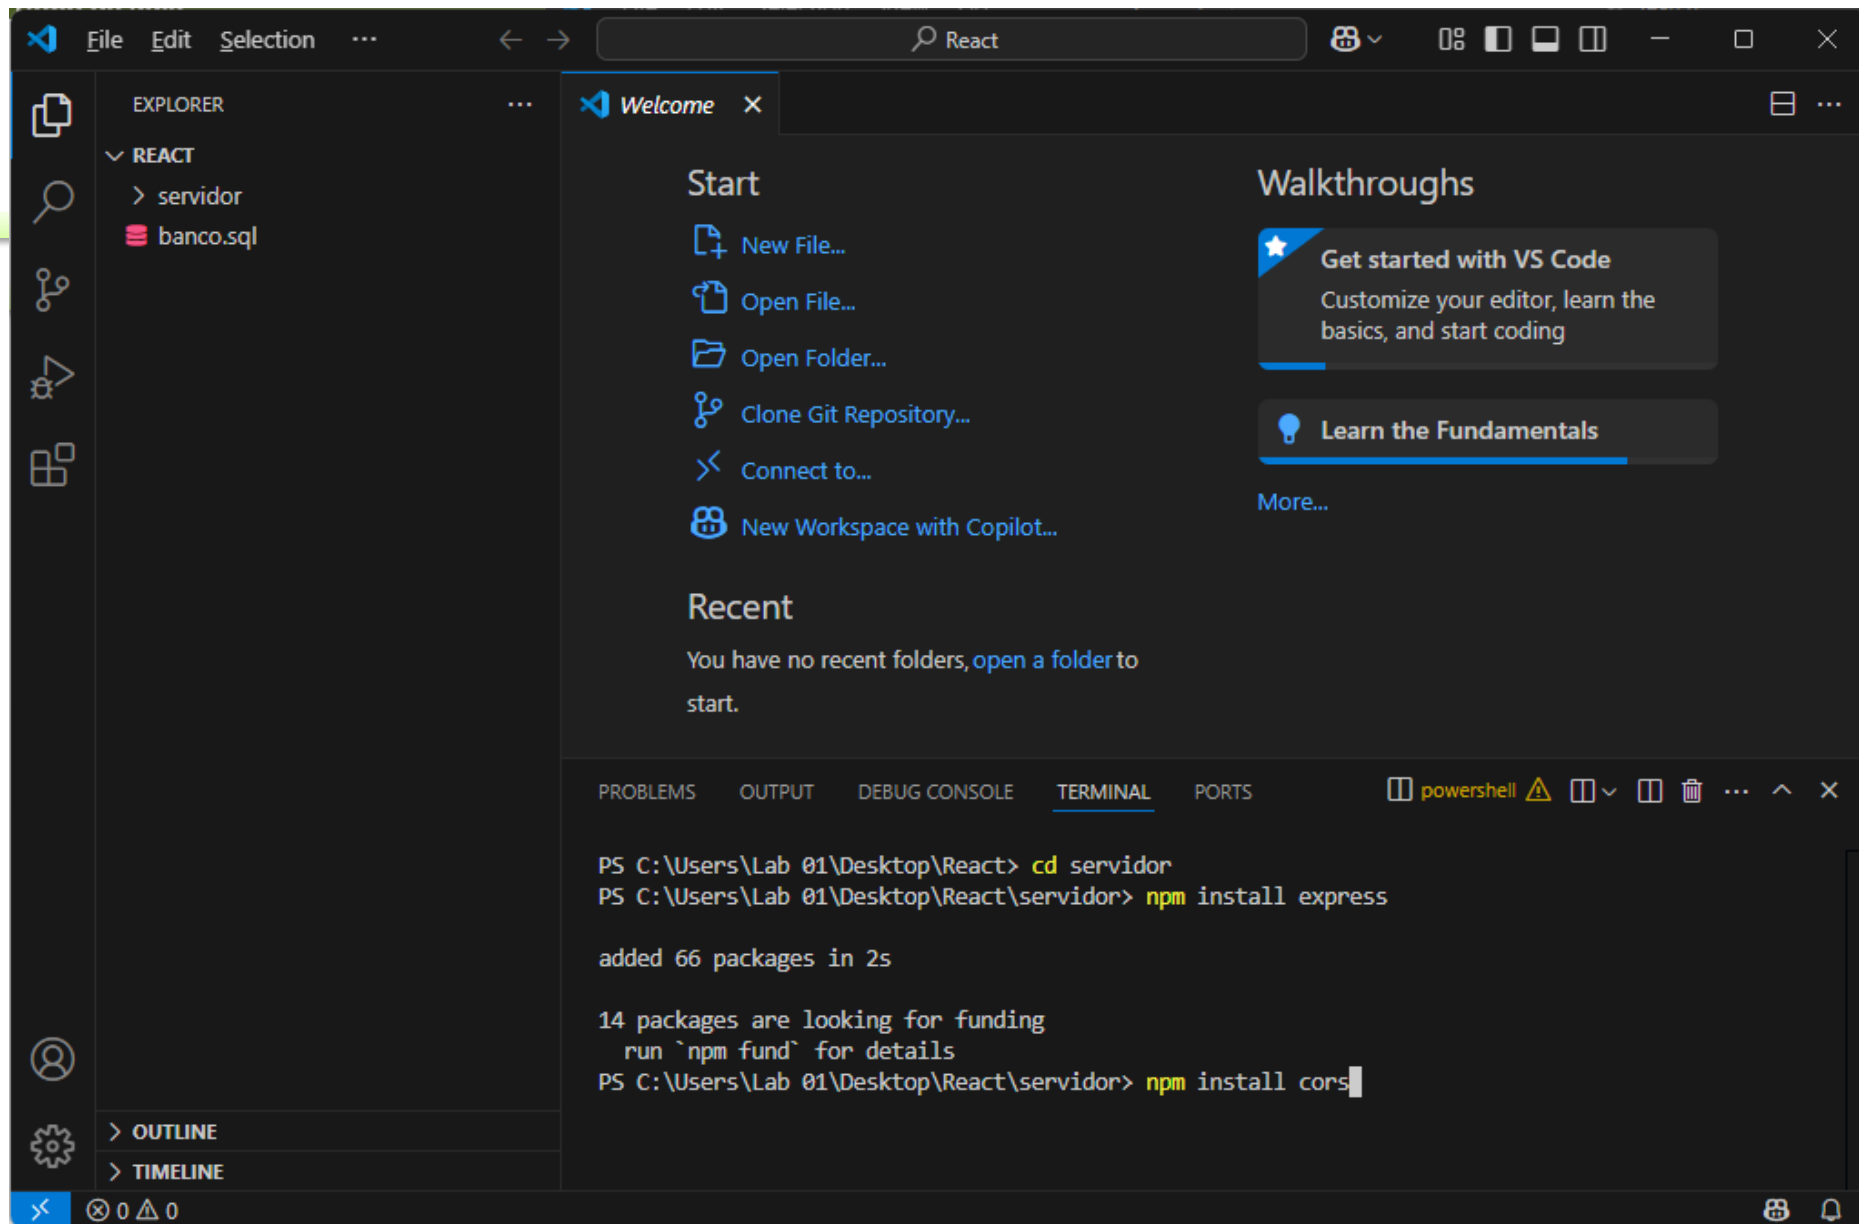 File Edit Selection ··· React
EXPLORER ···
REACT
servidor
banco.sql
OUTLINE
TIMELINE
Welcome
Start
New File...
Open File...
Open Folder...
Clone Git Repository...
Connect to...
New Workspace with Copilot...
Recent
You have no recent folders, open a folder to
start.
Walkthroughs
Get started with VS Code
Customize your editor, learn the
basics, and start coding
Learn the Fundamentals
More...
PROBLEMS OUTPUT DEBUG CONSOLE TERMINAL PORTS powershell
PS C:\Users\Lab 01\Desktop\React> cd servidor
PS C:\Users\Lab 01\Desktop\React\servidor> npm install express
added 66 packages in 2s
14 packages are looking for funding
run `npm fund` for details
PS C:\Users\Lab 01\Desktop\React\servidor> npm install cors
0 0